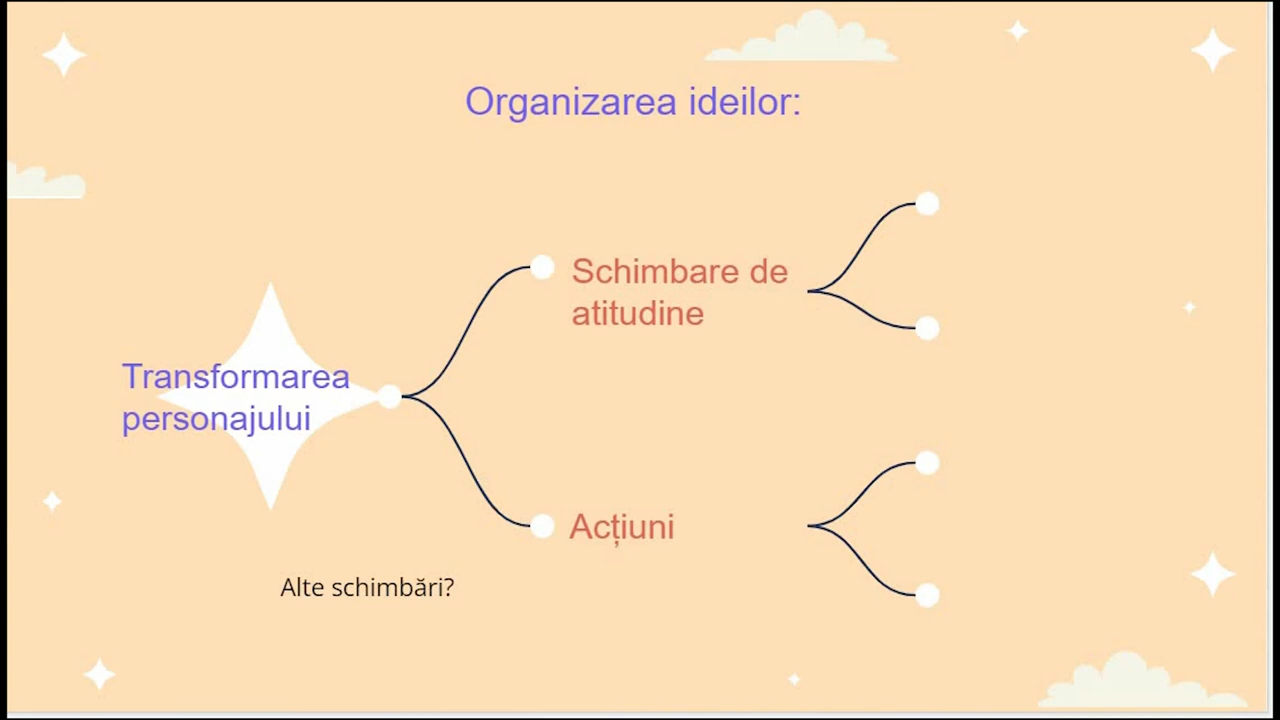 Organizarea ideilor:
Schimbare de
atitudine
Transformarea
personajului
Acțiuni
Alte schimbări?